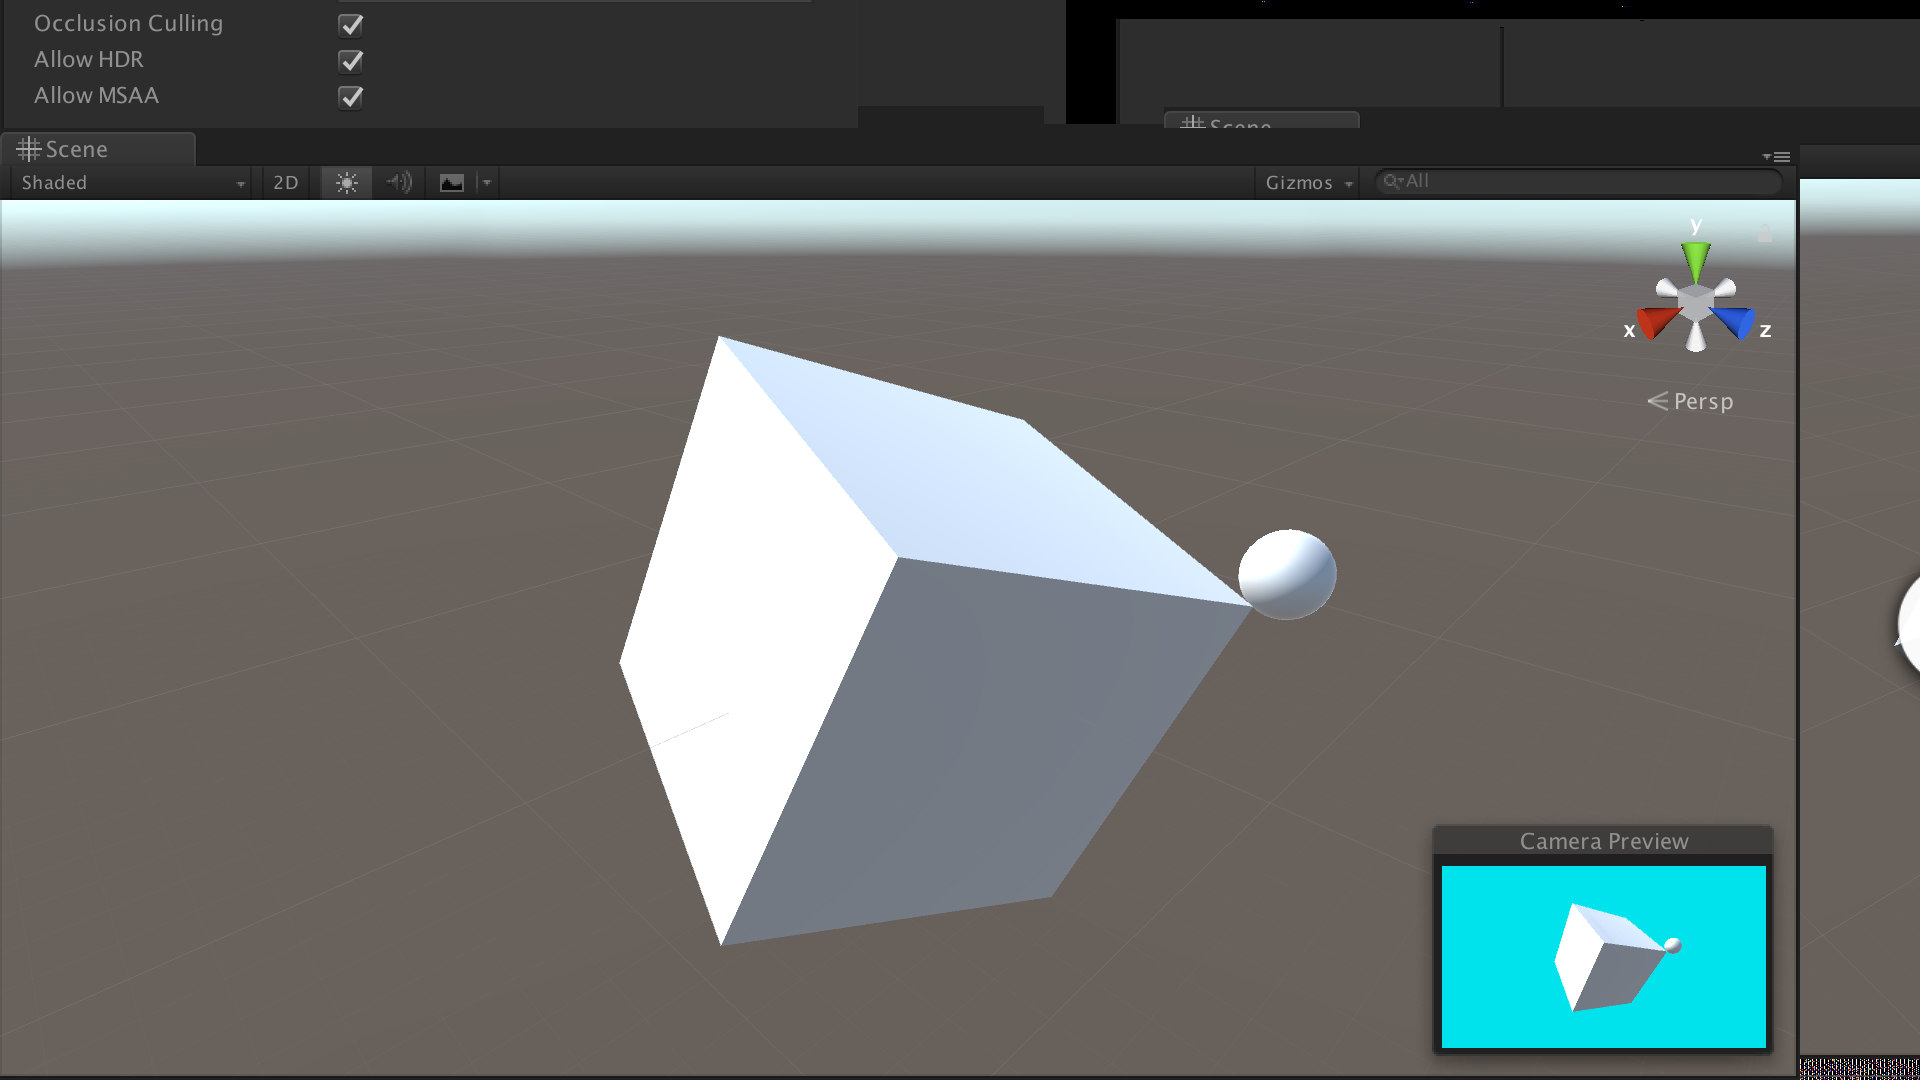 Occlusion Culling
Allow HDR
Allow MSAA
Scene
Scene
Shaded
2D
Gizmos
All
y
x
z
Persp
Camera Preview